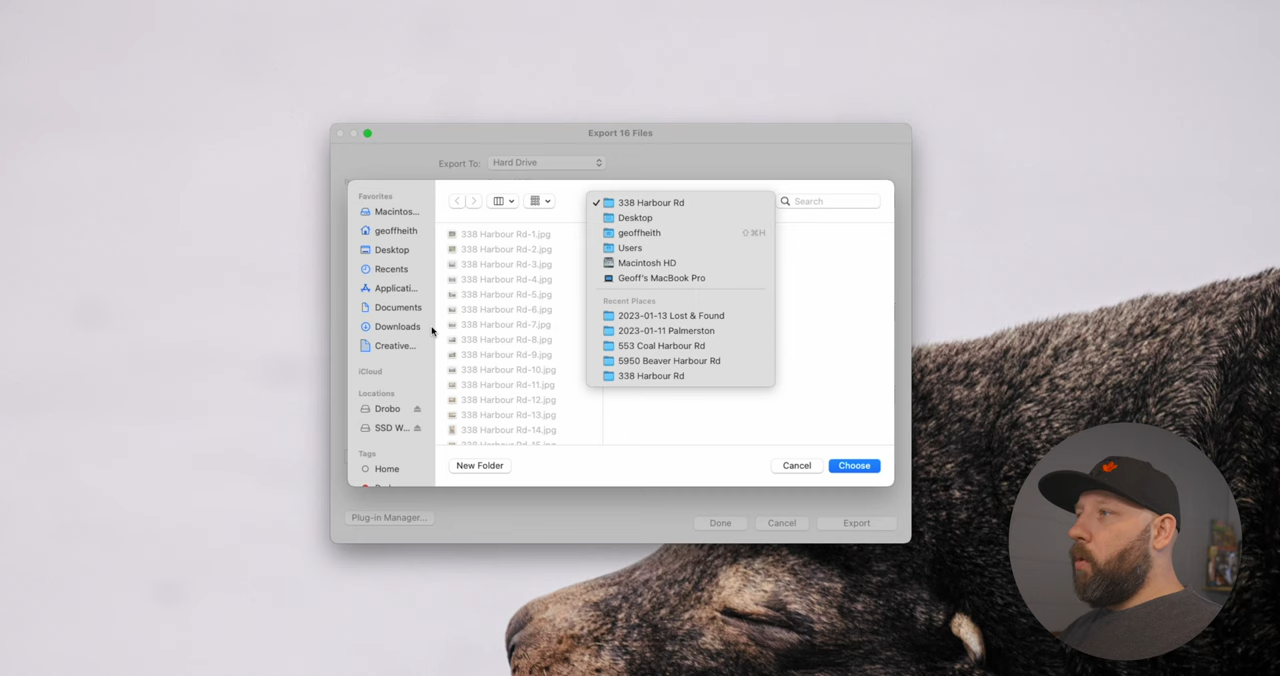 Export 16 Files
Export To: Hard Drive
Favorites
Macintos...
geoffheith
Desktop
Recents
Applicati...
Documents
Downloads
Creative...
iCloud
Locations
Drobo
SSD W...
Tags
Home
338 Harbour Rd-1.jpg
338 Harbour Rd-2.jpg
338 Harbour Rd-3.jpg
338 Harbour Rd-4.jpg
338 Harbour Rd-5.jpg
338 Harbour Rd-6.jpg
338 Harbour Rd-7.jpg
338 Harbour Rd-8.jpg
338 Harbour Rd-9.jpg
338 Harbour Rd-10.jpg
338 Harbour Rd-11.jpg
338 Harbour Rd-12.jpg
338 Harbour Rd-13.jpg
338 Harbour Rd-14.jpg
338 Harbour Rd-15.jpg
338 Harbour Rd
Desktop
geoffheith ⇧⌘H
Users
Macintosh HD
Geoff's MacBook Pro
Recent Places
2023-01-13 Lost & Found
2023-01-11 Palmerston
553 Coal Harbour Rd
5950 Beaver Harbour Rd
338 Harbour Rd
Search
New Folder
Cancel
Choose
Plug-in Manager...
Done
Cancel
Export